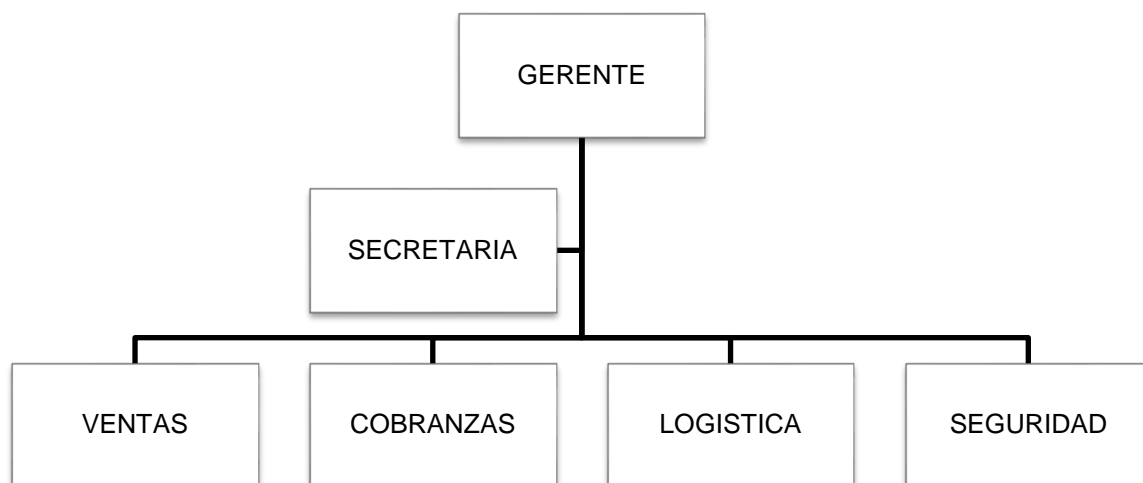 GERENTE
SECRETARIA
VENTAS
COBRANZAS
LOGISTICA
SEGURIDAD